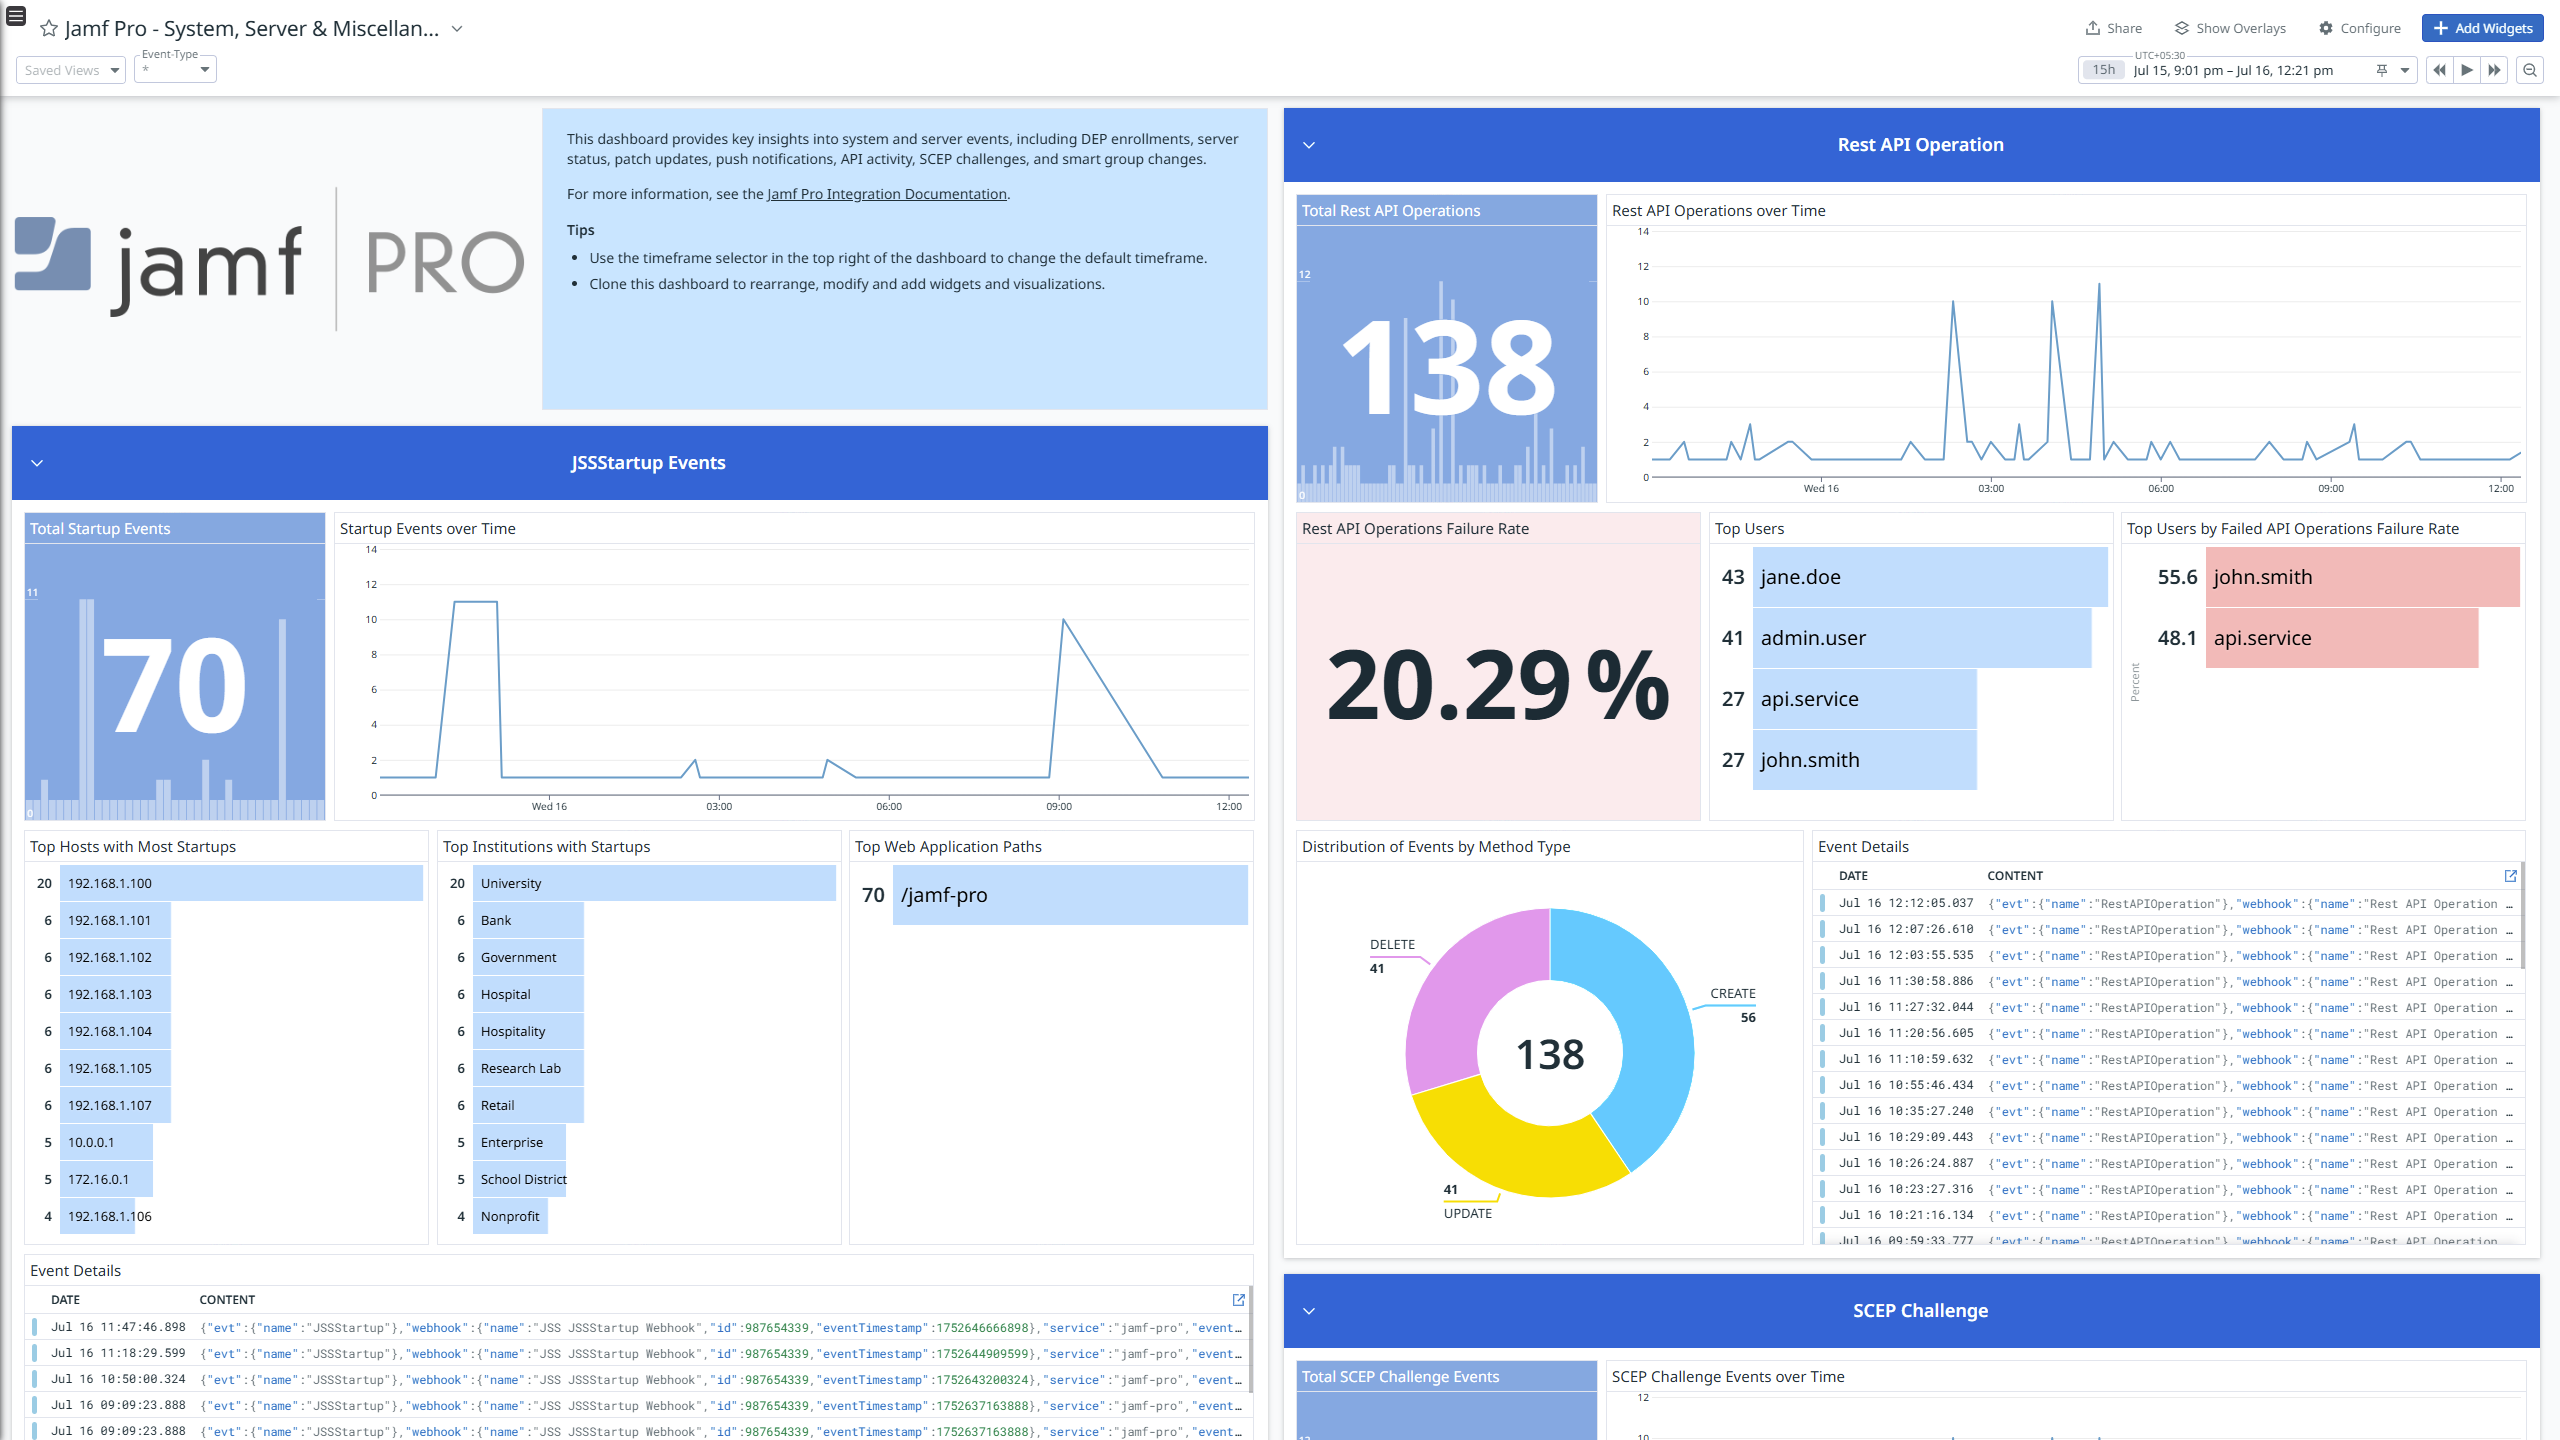 Jamf Pro - System, Server & Miscellan...
Share
Show Overlays
Configure
Add Widgets
Saved Views
Event-Type
*
UTC+05:30
15h
Jul 15, 9:01 pm – Jul 16, 12:21 pm
jamf PRO
This dashboard provides key insights into system and server events, including DEP enrollments, server
status, patch updates, push notifications, API activity, SCEP challenges, and smart group changes.
For more information, see the Jamf Pro Integration Documentation.
Tips
Use the timeframe selector in the top right of the dashboard to change the default timeframe.
Clone this dashboard to rearrange, modify and add widgets and visualizations.
JSSStartup Events
Total Startup Events
11
70
0
Startup Events over Time
14
12
10
8
6
4
2
0
Wed 16
03:00
06:00
09:00
12:00
Top Hosts with Most Startups
20 192.168.1.100
6 192.168.1.101
6 192.168.1.102
6 192.168.1.103
6 192.168.1.104
6 192.168.1.105
6 192.168.1.107
5 10.0.0.1
5 172.16.0.1
4 192.168.1.106
Top Institutions with Startups
20 University
6 Bank
6 Government
6 Hospital
6 Hospitality
6 Research Lab
6 Retail
5 Enterprise
5 School District
4 Nonprofit
Top Web Application Paths
70 /jamf-pro
Event Details
DATE CONTENT
Jul 16 11:47:46.898 {"evt":{"name":"JSSStartup"},"webhook":{"name":"JSS JSSStartup Webhook","id":987654339,"eventTimestamp":1752646666898},"service":"jamf-pro","event…
Jul 16 11:18:29.599 {"evt":{"name":"JSSStartup"},"webhook":{"name":"JSS JSSStartup Webhook","id":987654339,"eventTimestamp":1752644909599},"service":"jamf-pro","event…
Jul 16 10:50:00.324 {"evt":{"name":"JSSStartup"},"webhook":{"name":"JSS JSSStartup Webhook","id":987654339,"eventTimestamp":1752643200324},"service":"jamf-pro","event…
Jul 16 09:09:23.888 {"evt":{"name":"JSSStartup"},"webhook":{"name":"JSS JSSStartup Webhook","id":987654339,"eventTimestamp":1752637163888},"service":"jamf-pro","event…
Jul 16 09:09:23.888 {"evt":{"name":"JSSStartup"},"webhook":{"name":"JSS JSSStartup Webhook","id":987654339,"eventTimestamp":1752637163888},"service":"jamf-pro","event…
Rest API Operation
Total Rest API Operations
12
138
0
Rest API Operations over Time
14
12
10
8
6
4
2
0
Wed 16
03:00
06:00
09:00
12:00
Rest API Operations Failure Rate
20.29 %
Top Users
43 jane.doe
41 admin.user
27 api.service
27 john.smith
Top Users by Failed API Operations Failure Rate
Percent
55.6 john.smith
48.1 api.service
Distribution of Events by Method Type
DELETE
41
CREATE
56
138
41
UPDATE
Event Details
DATE CONTENT
Jul 16 12:12:05.037 {"evt":{"name":"RestAPIOperation"},"webhook":{"name":"Rest API Operation …
Jul 16 12:07:26.610 {"evt":{"name":"RestAPIOperation"},"webhook":{"name":"Rest API Operation …
Jul 16 12:03:55.535 {"evt":{"name":"RestAPIOperation"},"webhook":{"name":"Rest API Operation …
Jul 16 11:30:58.886 {"evt":{"name":"RestAPIOperation"},"webhook":{"name":"Rest API Operation …
Jul 16 11:27:32.044 {"evt":{"name":"RestAPIOperation"},"webhook":{"name":"Rest API Operation …
Jul 16 11:20:56.605 {"evt":{"name":"RestAPIOperation"},"webhook":{"name":"Rest API Operation …
Jul 16 11:10:59.632 {"evt":{"name":"RestAPIOperation"},"webhook":{"name":"Rest API Operation …
Jul 16 10:55:46.434 {"evt":{"name":"RestAPIOperation"},"webhook":{"name":"Rest API Operation …
Jul 16 10:35:27.240 {"evt":{"name":"RestAPIOperation"},"webhook":{"name":"Rest API Operation …
Jul 16 10:29:09.443 {"evt":{"name":"RestAPIOperation"},"webhook":{"name":"Rest API Operation …
Jul 16 10:26:24.887 {"evt":{"name":"RestAPIOperation"},"webhook":{"name":"Rest API Operation …
Jul 16 10:23:27.316 {"evt":{"name":"RestAPIOperation"},"webhook":{"name":"Rest API Operation …
Jul 16 10:21:16.134 {"evt":{"name":"RestAPIOperation"},"webhook":{"name":"Rest API Operation …
Jul 16 09:59:33.777 {"evt":{"name":"RestAPIOperation"},"webhook":{"name":"Rest API Operation …
SCEP Challenge
Total SCEP Challenge Events
12
SCEP Challenge Events over Time
12
10